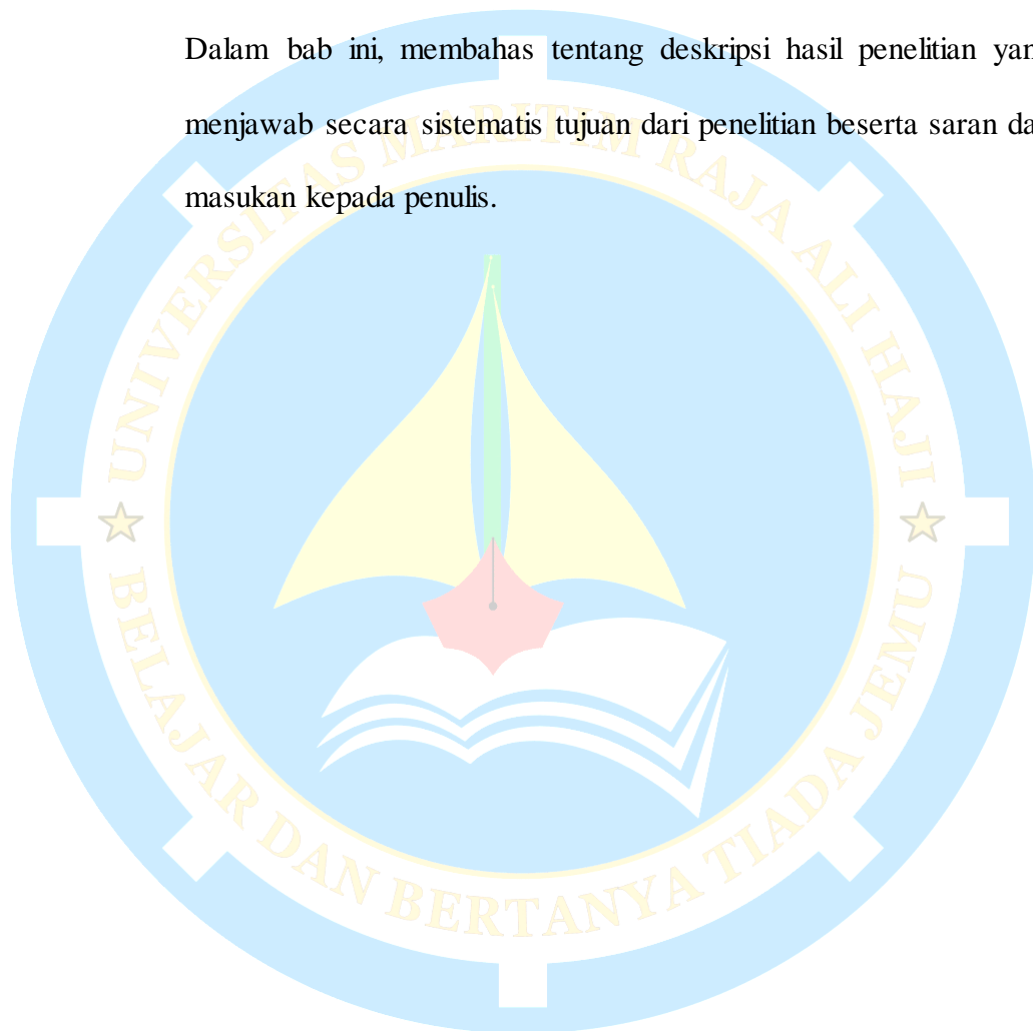 Dalam bab ini, membahas tentang deskripsi hasil penelitian yan
menjawab secara sistematis tujuan dari penelitian beserta saran da
masukan kepada penulis.
UNIVERSITAS MARITIM RAJA ALI HAJI
BELAJAR DAN BERTANYA TIADA JEMU